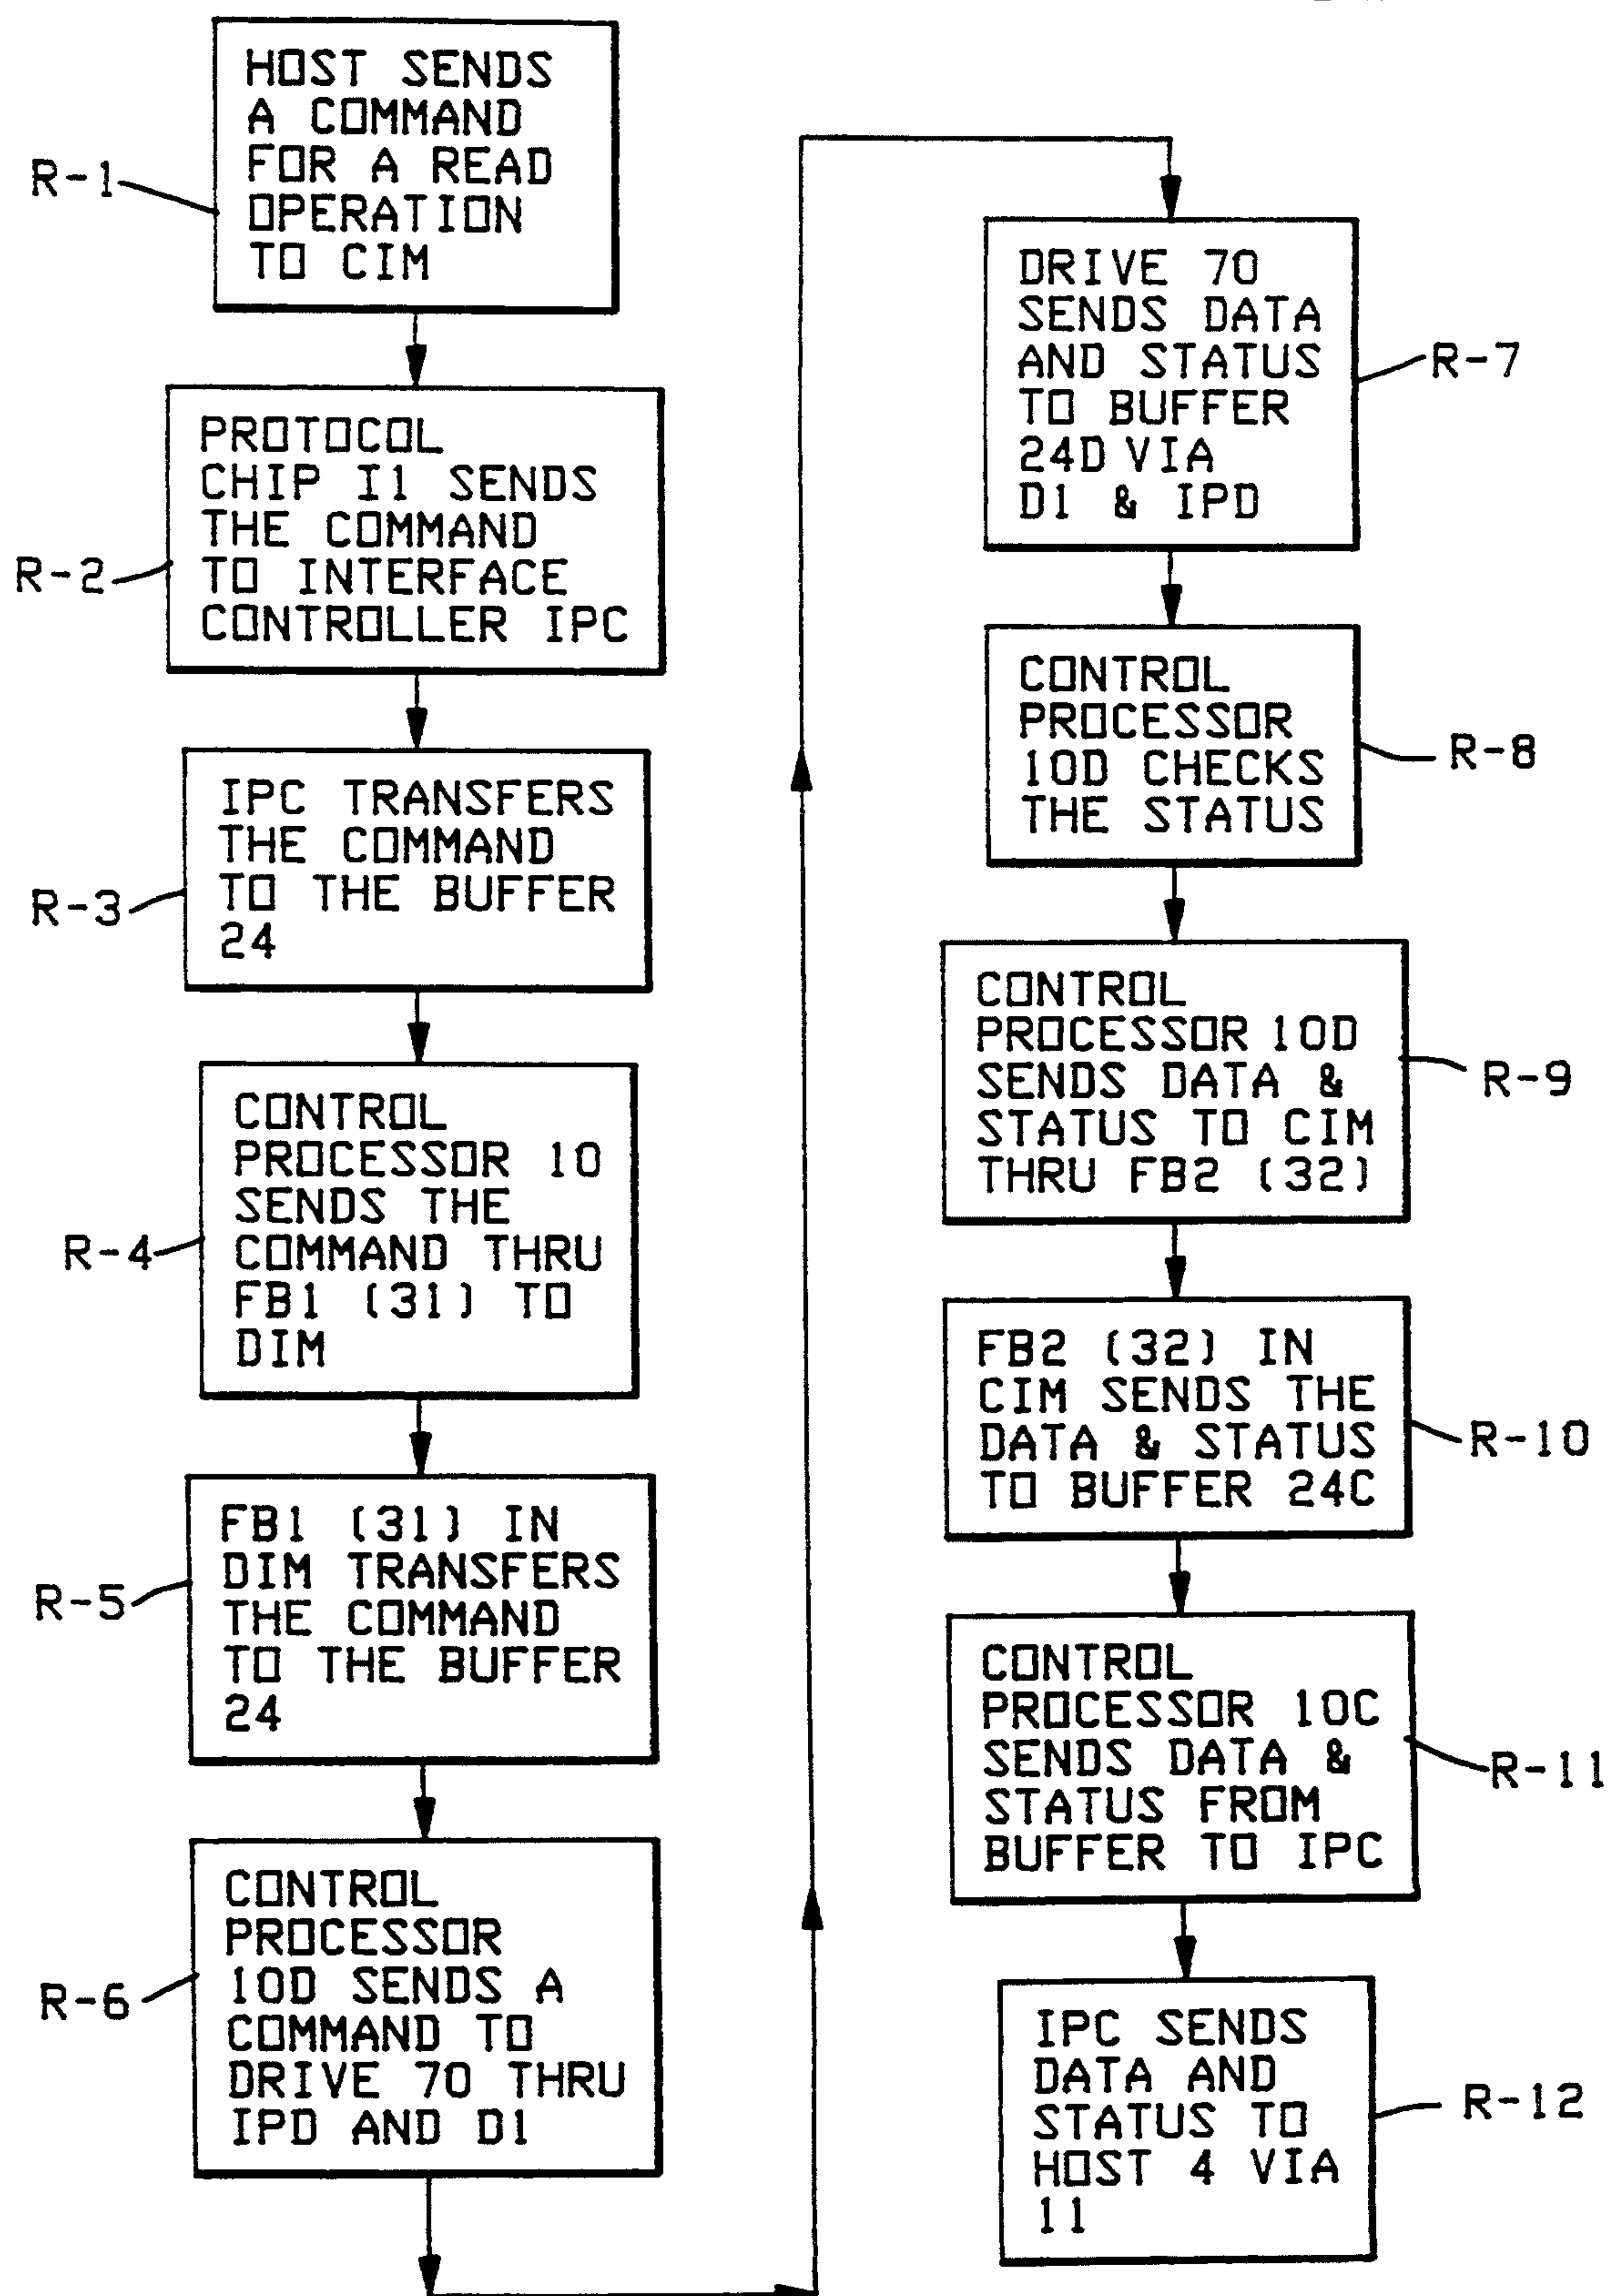 R-1
HOST SENDS
A COMMAND
FOR A READ
OPERATION
TO CIM
R-2
PROTOCOL
CHIP I1 SENDS
THE COMMAND
TO INTERFACE
CONTROLLER IPC
R-3
IPC TRANSFERS
THE COMMAND
TO THE BUFFER
24
R-4
CONTROL
PROCESSOR 10
SENDS THE
COMMAND THRU
FB1 (31) TO
DIM
R-5
FB1 (31) IN
DIM TRANSFERS
THE COMMAND
TO THE BUFFER
24
R-6
CONTROL
PROCESSOR
10D SENDS A
COMMAND TO
DRIVE 70 THRU
IPD AND D1
DRIVE 70
SENDS DATA
AND STATUS
TO BUFFER
24D VIA
D1 & IPD
R-7
CONTROL
PROCESSOR
10D CHECKS
THE STATUS
R-8
CONTROL
PROCESSOR 10D
SENDS DATA &
STATUS TO CIM
THRU FB2 (32)
R-9
FB2 (32) IN
CIM SENDS THE
DATA & STATUS
TO BUFFER 24C
R-10
CONTROL
PROCESSOR 10C
SENDS DATA &
STATUS FROM
BUFFER TO IPC
R-11
IPC SENDS
DATA AND
STATUS TO
HOST 4 VIA
11
R-12